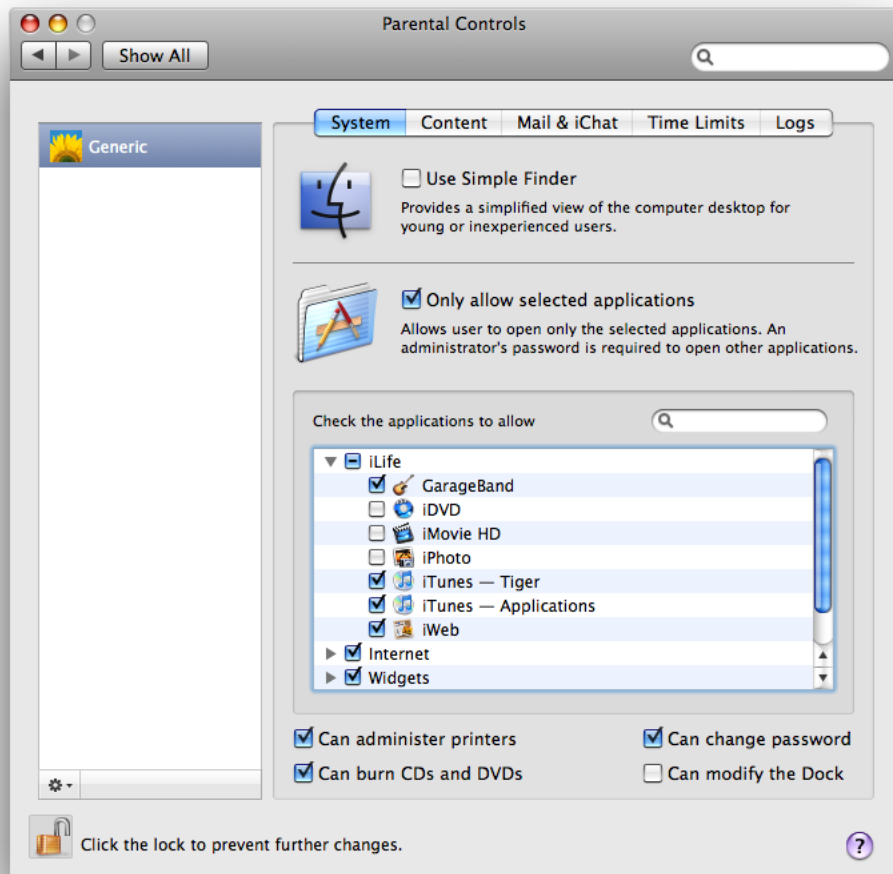 Parental Controls
Show All
Generic
System Content Mail & iChat Time Limits Logs
Use Simple Finder
Provides a simplified view of the computer desktop for
young or inexperienced users.
Only allow selected applications
Allows user to open only the selected applications. An
administrator's password is required to open other applications.
Check the applications to allow
iLife
GarageBand
iDVD
iMovie HD
iPhoto
iTunes — Tiger
iTunes — Applications
iWeb
Internet
Widgets
Can administer printers Can change password
Can burn CDs and DVDs Can modify the Dock
Click the lock to prevent further changes. ?